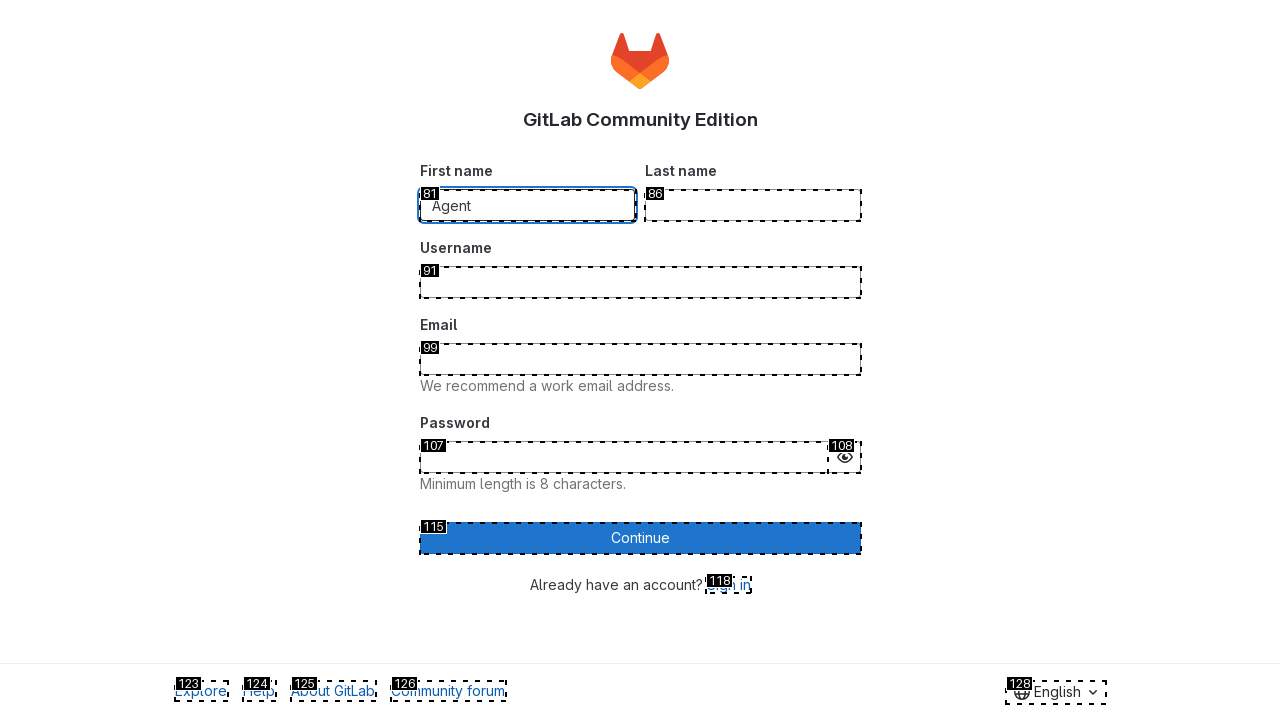 GitLab Community Edition
First name Last name
81 86
Agent
Username
91
Email
99
We recommend a work email address.
Password
107 108
Minimum length is 8 characters.
115
Continue
Already have an account? 118 Sign in
123 124 125 126 128
Explore Help About GitLab Community forum English